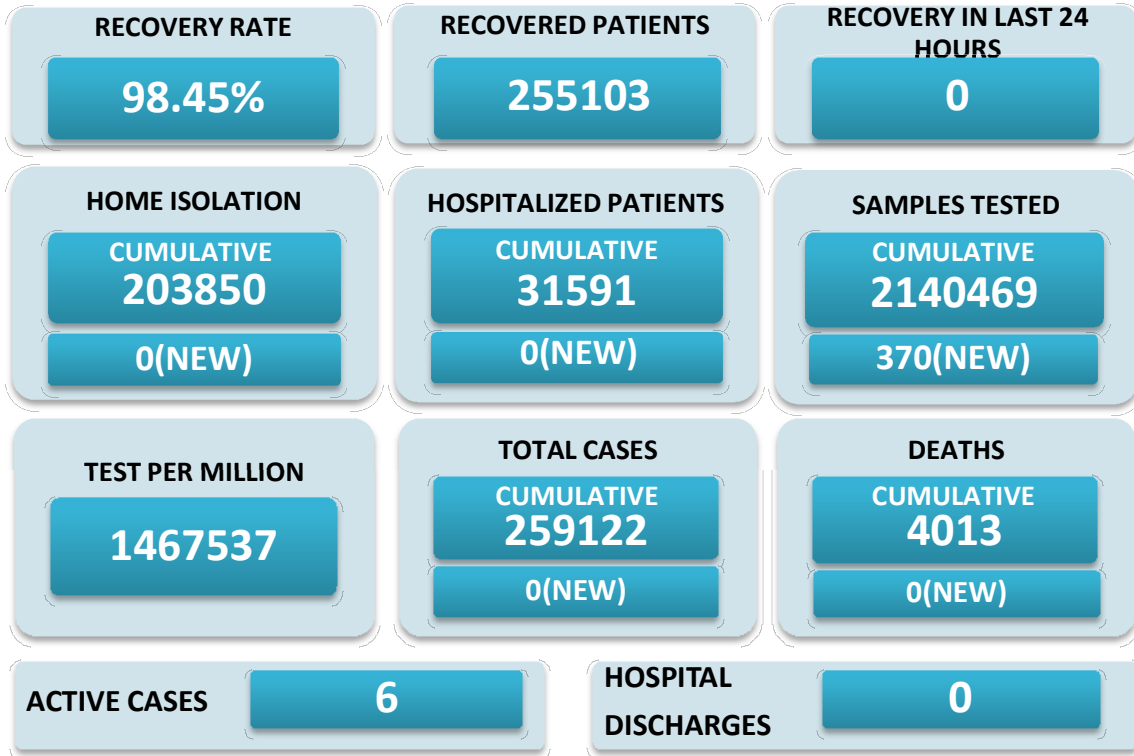 RECOVERY RATE
98.45%
RECOVERED PATIENTS
255103
RECOVERY IN LAST 24
HOURS
0
HOME ISOLATION
CUMULATIVE
203850
0(NEW)
HOSPITALIZED PATIENTS
CUMULATIVE
31591
0(NEW)
SAMPLES TESTED
CUMULATIVE
2140469
370(NEW)
TEST PER MILLION
1467537
TOTAL CASES
CUMULATIVE
259122
0(NEW)
DEATHS
CUMULATIVE
4013
0(NEW)
ACTIVE CASES
6
HOSPITAL
DISCHARGES
0